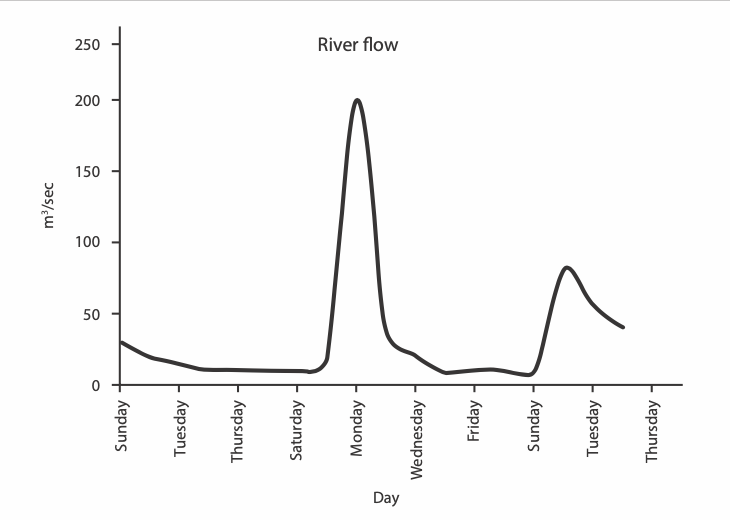 River flow
250
200
150
100
50
0
m³/sec
Sunday
Tuesday
Thursday
Saturday
Monday
Wednesday
Friday
Sunday
Tuesday
Thursday
Day